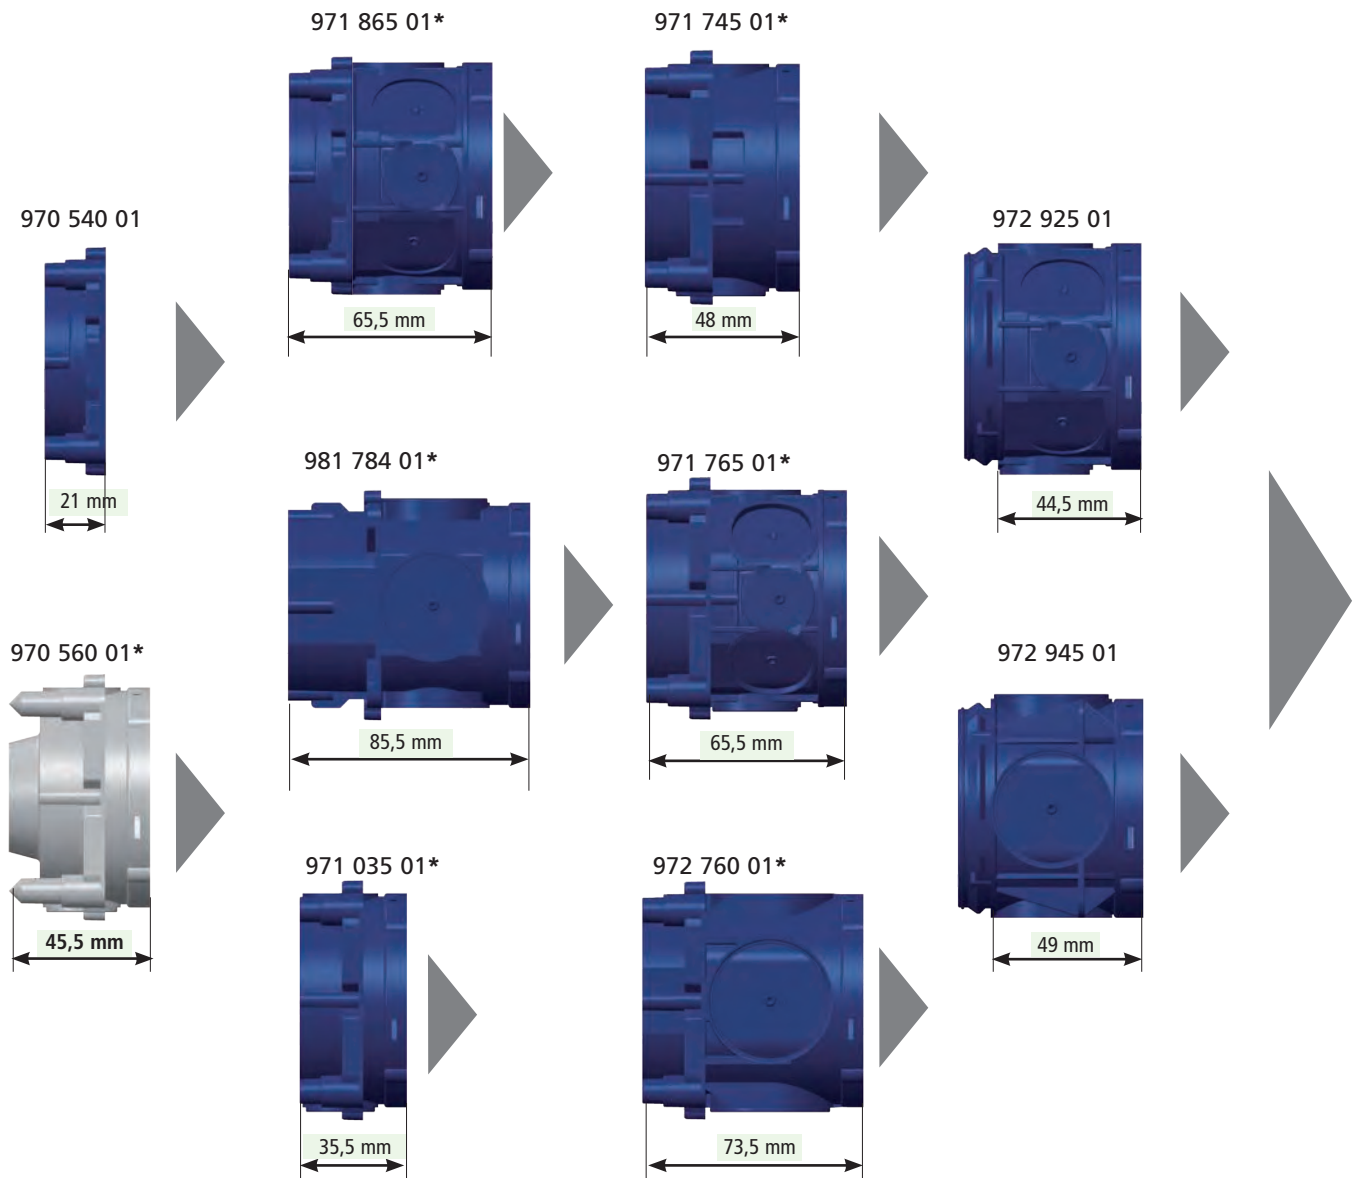 971 865 01*
971 745 01*
970 540 01
972 925 01
65,5 mm
48 mm
981 784 01*
971 765 01*
21 mm
44,5 mm
970 560 01*
972 945 01
85,5 mm
65,5 mm
971 035 01*
972 760 01*
45,5 mm
49 mm
35,5 mm
73,5 mm